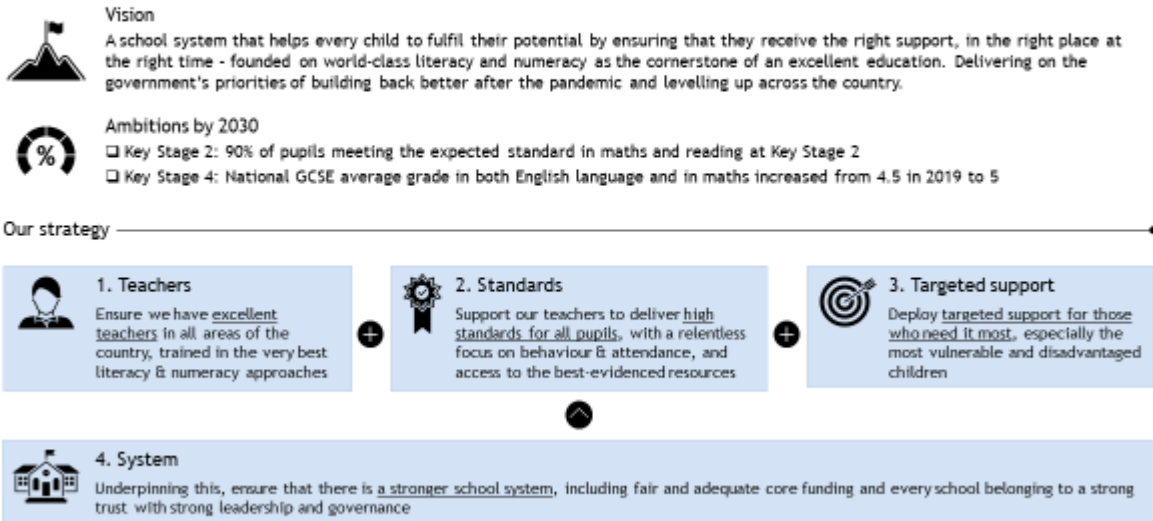 Vision
A school system that helps every child to fulfil their potential by ensuring that they receive the right support, in the right place at
the right time - founded on world-class literacy and numeracy as the cornerstone of an excellent education. Delivering on the
government's priorities of building back better after the pandemic and levelling up across the country.
%
Ambitions by 2030
❑ Key Stage 2: 90% of pupils meeting the expected standard in maths and reading at Key Stage 2
❑ Key Stage 4: National GCSE average grade in both English language and in maths increased from 4.5 in 2019 to 5
Our strategy
1. Teachers
Ensure we have excellent
teachers in all areas of the
country, trained in the very best
literacy & numeracy approaches
+
2. Standards
Support our teachers to deliver high
standards for all pupils, with a relentless
focus on behaviour & attendance, and
access to the best-evidenced resources
+
3. Targeted support
Deploy targeted support for those
who need it most, especially the
most vulnerable and disadvantaged
children
4. System
Underpinning this, ensure that there is a stronger school system, including fair and adequate core funding and every school belonging to a strong
trust with strong leadership and governance